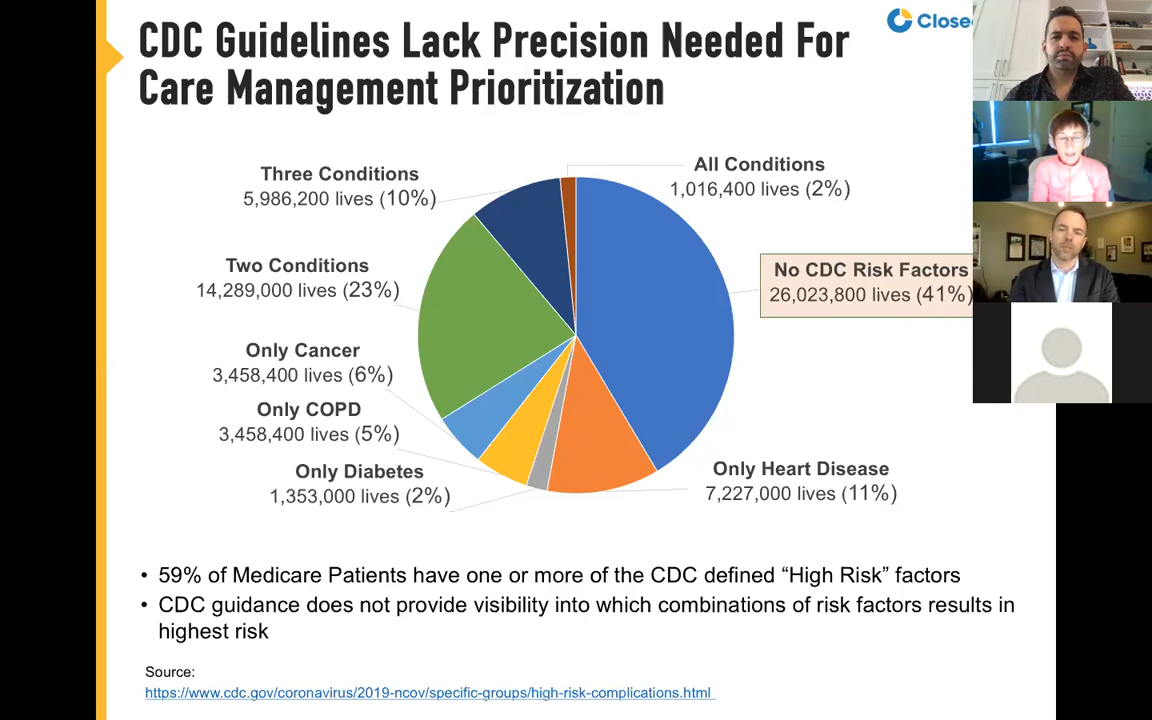 CDC Guidelines Lack Precision Needed For
Care Management Prioritization
Three Conditions
5,986,200 lives (10%)
All Conditions
1,016,400 lives (2%)
Two Conditions
14,289,000 lives (23%)
No CDC Risk Factors
26,023,800 lives (41%)
Only Cancer
3,458,400 lives (6%)
Only COPD
3,458,400 lives (5%)
Only Diabetes
1,353,000 lives (2%)
Only Heart Disease
7,227,000 lives (11%)
• 59% of Medicare Patients have one or more of the CDC defined “High Risk” factors
• CDC guidance does not provide visibility into which combinations of risk factors results in
highest risk
Source:
https://www.cdc.gov/coronavirus/2019-ncov/specific-groups/high-risk-complications.html